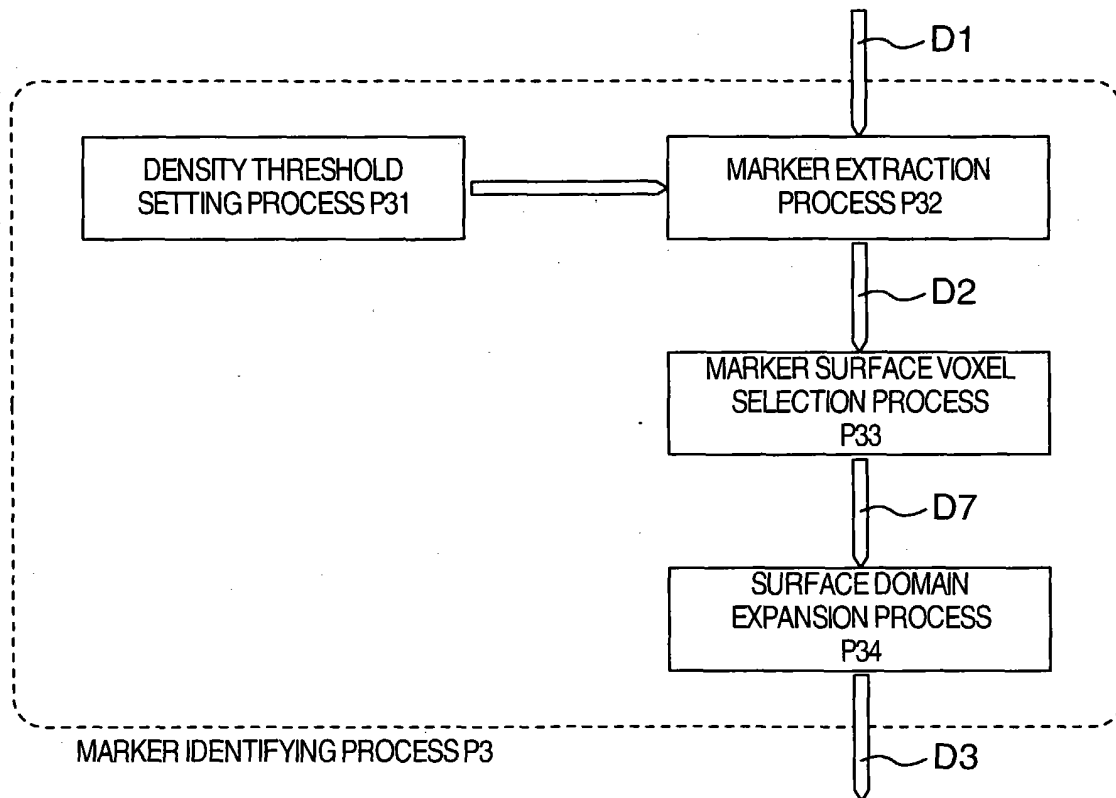 D1
DENSITY THRESHOLD
SETTING PROCESS P31
MARKER EXTRACTION
PROCESS P32
D2
MARKER SURFACE VOXEL
SELECTION PROCESS
P33
D7
SURFACE DOMAIN
EXPANSION PROCESS
P34
MARKER IDENTIFYING PROCESS P3
D3